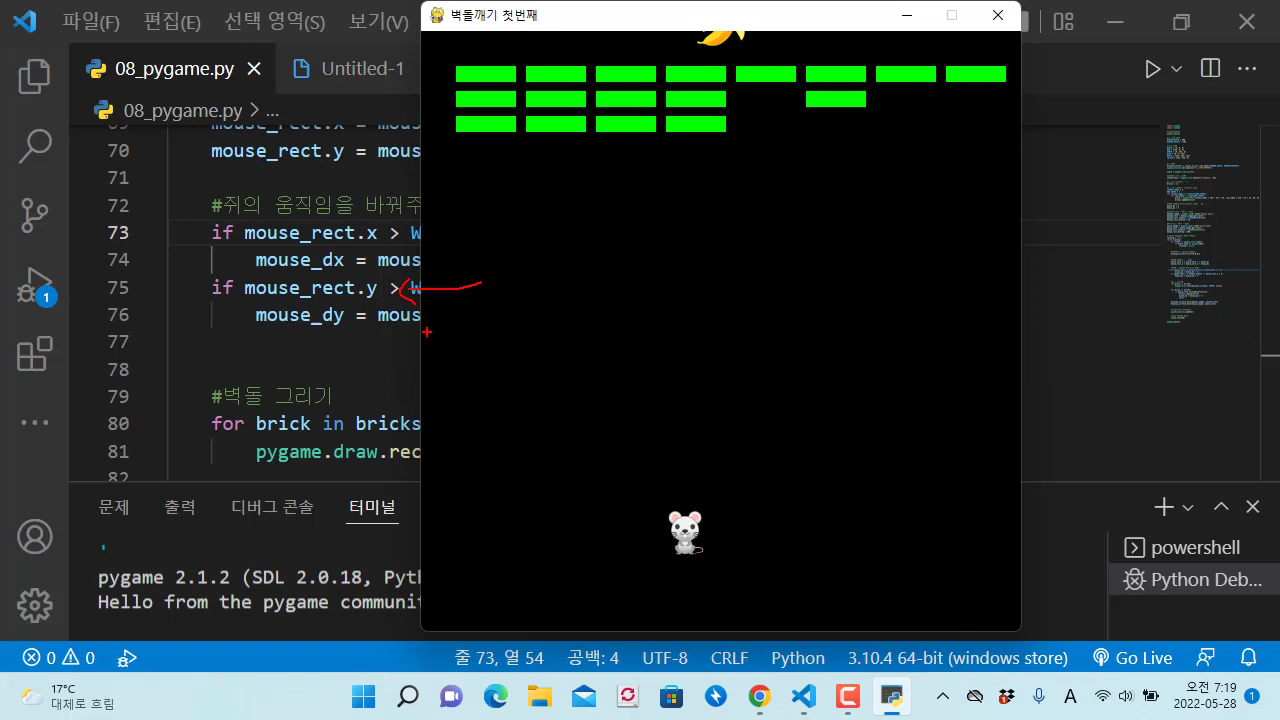 파일(F) 편집(E) 선택 영역(S) 보기(V)
벽돌깨기 첫번째
08_pygame.py
Untitled-1
08_pygame.py > ...
70 mouse_rect.y = mous
71
72 #쥐의 움직임을 바꿔주
73 if mouse_rect.x > W
74 mouse_dx = mous
75 if mouse_rect.y > W
76 mouse_dy = mous
77
78
79 #벽돌 그리기
80 for brick in bricks
81 pygame.draw.rec
82
문제 출력 디버그 콘솔 터미널
'
pygame 2.1.2 (SDL 2.0.18, Pyth
Hello from the pygame communit
powershell
Python Deb...
1
0 0 줄 73, 열 54 공백: 4 UTF-8 CRLF Python 3.10.4 64-bit (windows store) Go Live
17°C
대체로 흐림
A
오전 7:19
2022-05-28
1